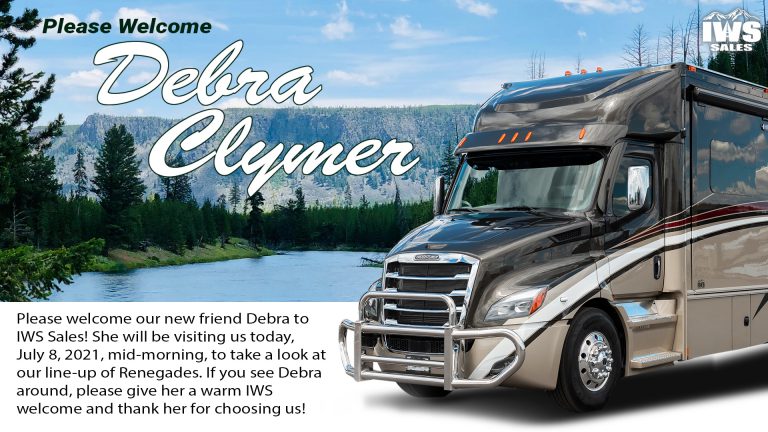 Please Welcome
IWS
SALES
Debra
Clymer
Please welcome our new friend Debra to
IWS Sales! She will be visiting us today,
July 8, 2021, mid-morning, to take a look at
our line-up of Renegades. If you see Debra
around, please give her a warm IWS
welcome and thank her for choosing us!